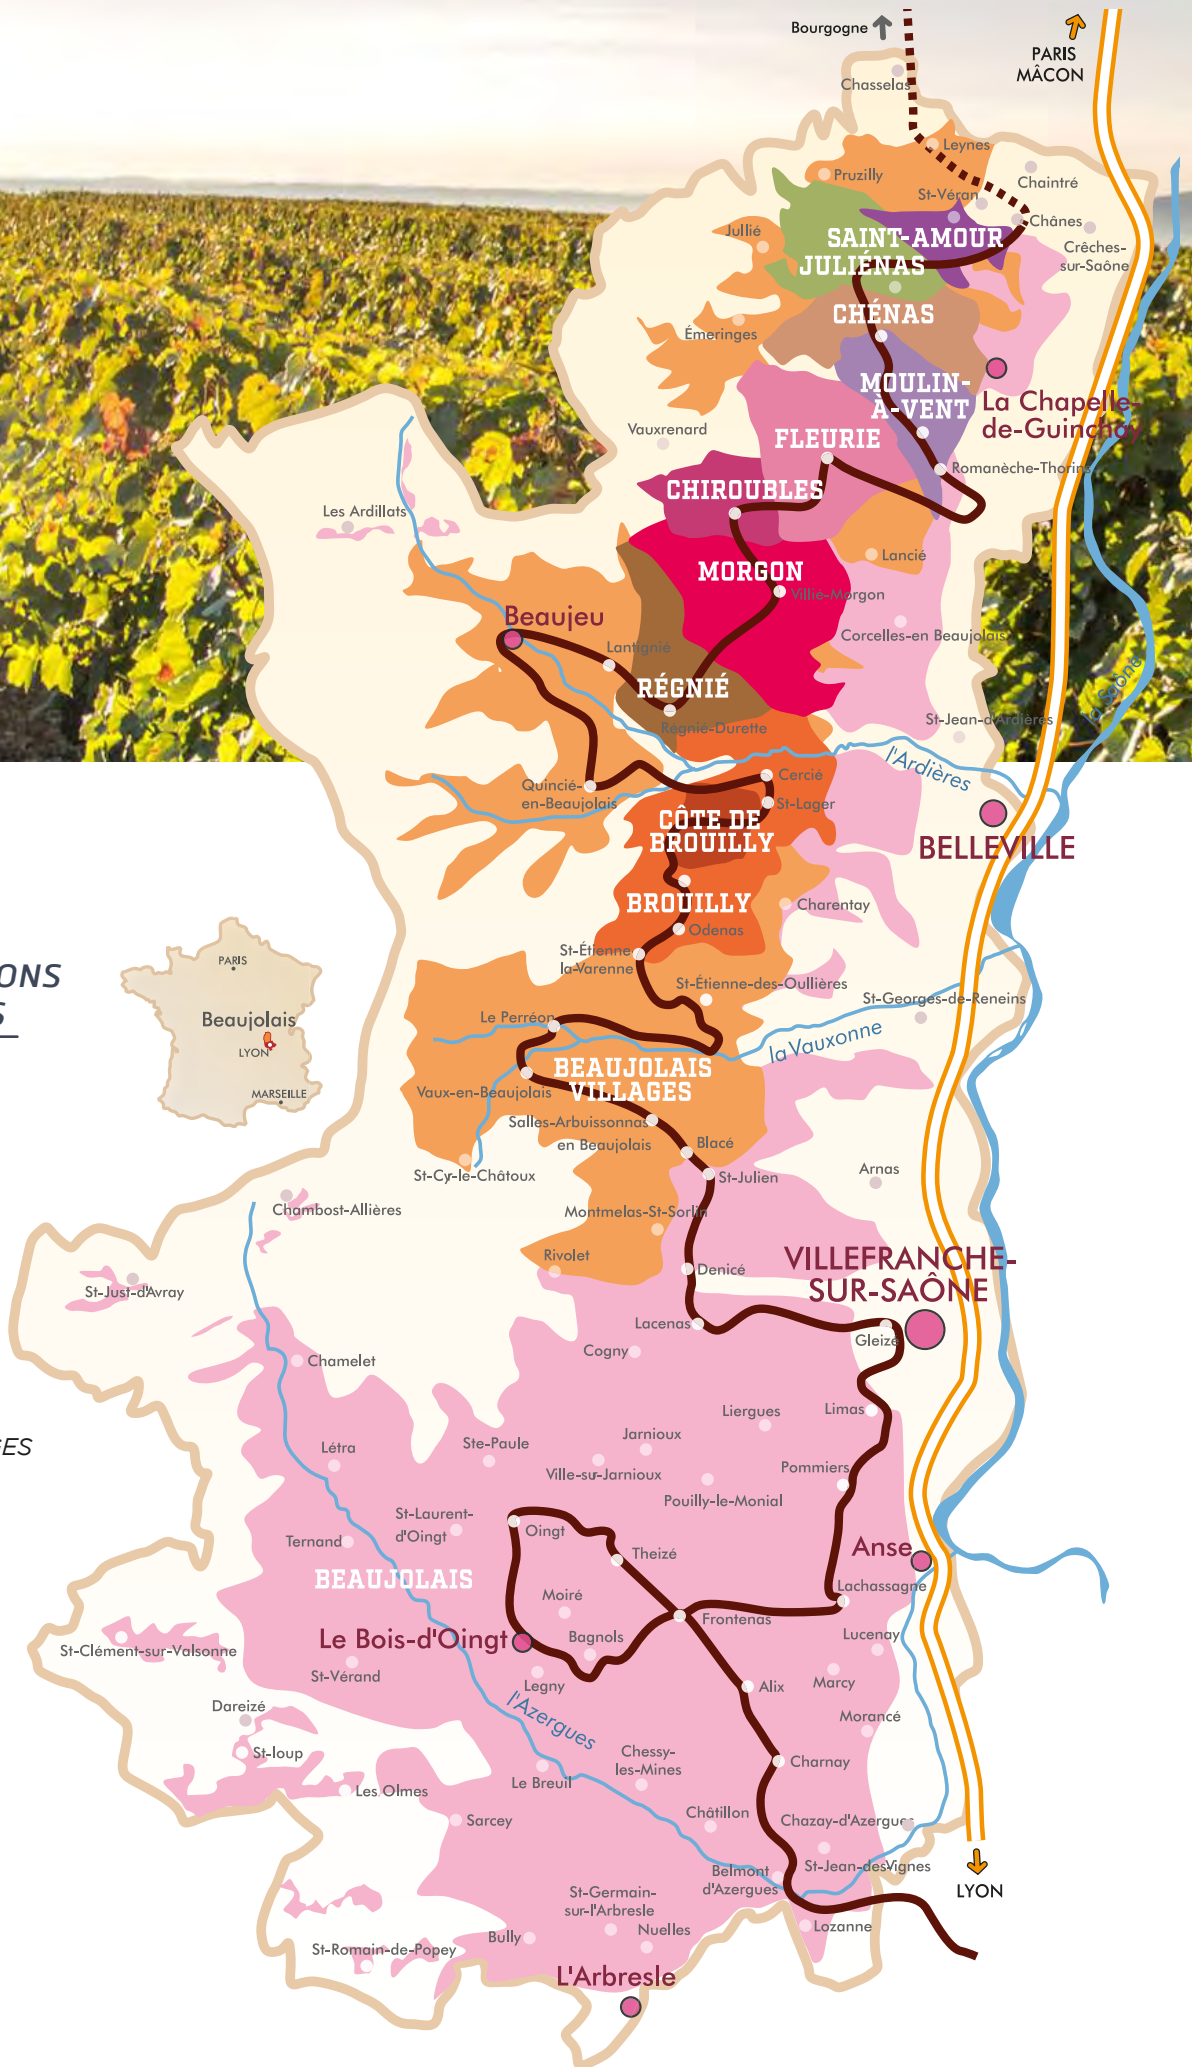 Bourgogne
PARIS
MÂCON
Chasselas
Leynes
Pruzilly
Chaintré
St-Véran
Chânes
Jullié
SAINT-AMOUR
Crêches-
sur-Saône
JULIÉNAS
CHÉNAS
Émeringes
MOULIN-
À-VENT
La Chapelle-
de-Guinchay
Vauxrenard
FLEURIE
Romanèche-Thorins
CHIROUBLES
Les Ardillats
Lancié
MORGON
Villié-Morgon
Beaujeu
Corcelles-en Beaujolais
Lantignié
RÉGNIÉ
la Saône
Régnié-Durette
St-Jean-d'Ardières
l'Ardières
Cercié
Quincié-
en-Beaujolais
St-Lager
CÔTE DE
BROUILLY
BELLEVILLE
BROUILLY
Charentay
Odenas
St-Étienne
la-Varenne
ONS
S
PARIS
Beaujolais
LYON
MARSEILLE
St-Étienne-des-Oullières
St-Georges-de-Reneins
Le Perréon
la Vauxonne
BEAUJOLAIS
VILLAGES
Vaux-en-Beaujolais
Salles-Arbuissonnas
en Beaujolais
Blacé
St-Cy-le-Châtoux
St-Julien
Arnas
Chambost-Allières
Montmelas-St-Sorlin
Rivolet
Denicé
VILLEFRANCHE-
SUR-SAÔNE
St-Just-d'Avray
Lacenas
Gleizé
Cogny
Chamelet
Liergues
Limas
Jarnioux
Ste-Paule
GES
Létra
Ville-sur-Jarnioux
Pommiers
Pouilly-le-Monial
St-Laurent-
d'Oingt
Oingt
Ternand
Theizé
Anse
BEAUJOLAIS
Lachassagne
Moiré
Frontenas
Le Bois-d'Oingt
Bagnols
Lucenay
St-Clément-sur-Valsonne
St-Vérand
Legny
Alix
Marcy
Dareizé
l'Azergues
Morancé
St-loup
Chessy-
les-Mines
Charnay
Le Breuil
Les Olmes
Sarcey
Châtillon
Chazay-d'Azergues
Belmont
d'Azergues
St-Jean-des-Vignes
LYON
St-Germain-
sur-l'Arbresle
Lozanne
Nuelles
Bully
St-Romain-de-Popey
L'Arbresle